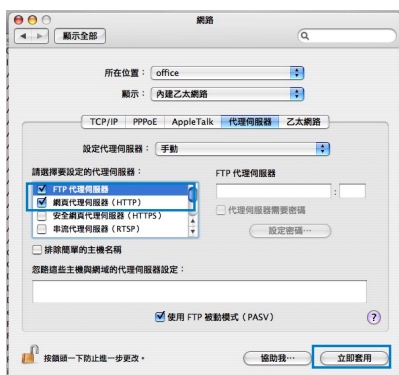 網路
顯示全部
所在位置： office
顯示： 內建乙太網路
TCP/IP PPPoE AppleTalk 代理伺服器 乙太網路
設定代理伺服器： 手動
請選擇要設定的代理伺服器： FTP 代理伺服器
FTP 代理伺服器
網頁代理伺服器（HTTP） :
安全網頁代理伺服器（HTTPS） 代理伺服器需要密碼
串流代理伺服器（RTSP） 設定密碼…
排除簡單的主機名稱
忽略這些主機與網域的代理伺服器設定：
使用 FTP 被動模式（PASV） ?
按鎖頭一下防止進一步更改。 協助我… 立即套用